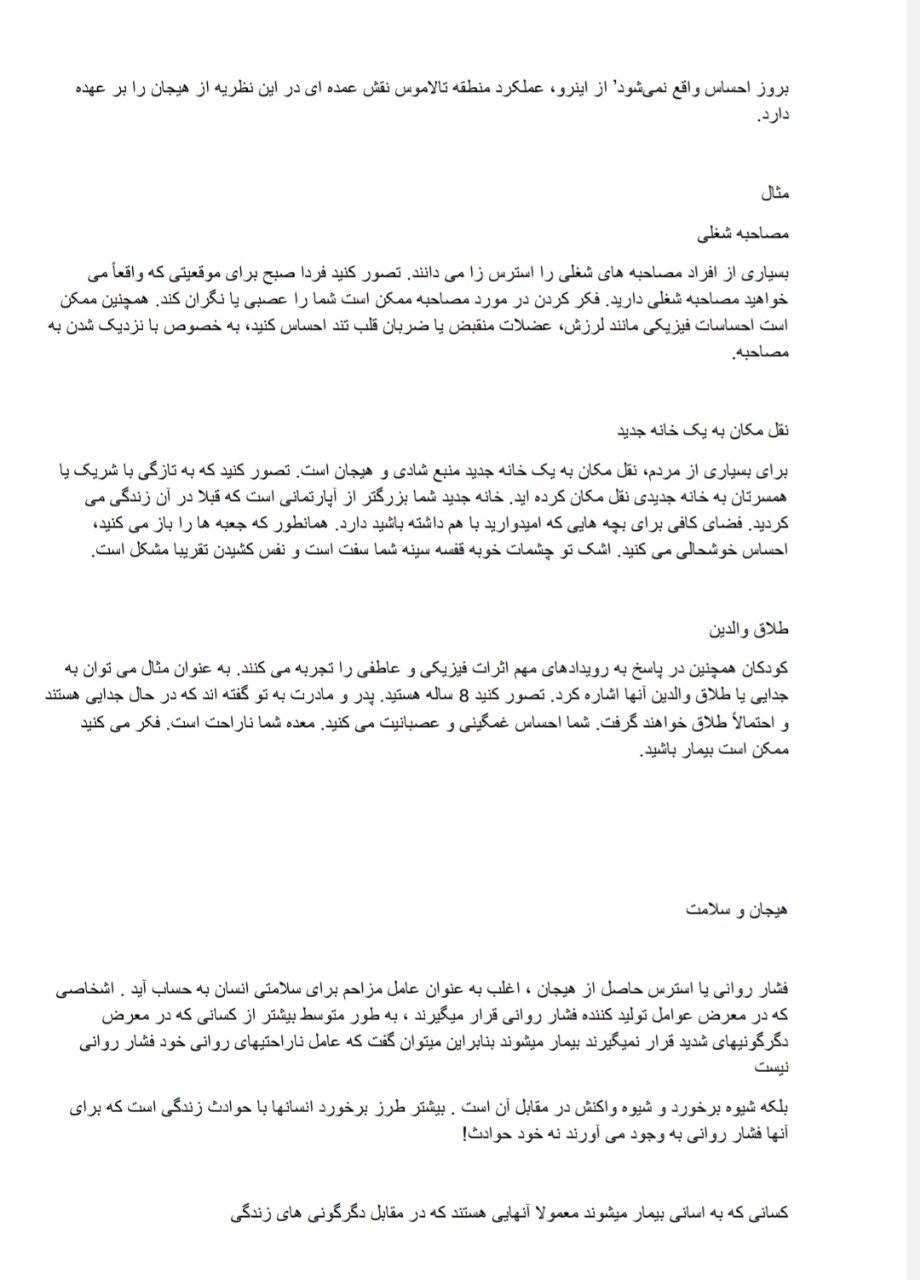 بروز احساس واقع نمی‌شود' از اینرو، عملکرد منطقه تالاموس نقش عمده ای در این نظریه از هیجان را بر عهده
دارد.
مثال
مصاحبه شغلی
بسیاری از افراد مصاحبه های شغلی را استرس زا می دانند. تصور کنید فردا صبح برای موقعیتی که واقعاً می
خواهید مصاحبه شغلی دارید. فکر کردن در مورد مصاحبه ممکن است شما را عصبی یا نگران کند. همچنین ممکن
است احساسات فیزیکی مانند لرزش، عضلات منقبض یا ضربان قلب تند احساس کنید، به خصوص با نزدیک شدن به
مصاحبه.
نقل مکان به یک خانه جدید
برای بسیاری از مردم، نقل مکان به یک خانه جدید منبع شادی و هیجان است. تصور کنید که به تازگی با شریک یا
همسرتان به خانه جدیدی نقل مکان کرده اید. خانه جدید شما بزرگتر از آپارتمانی است که قبلا در آن زندگی می
کردید. فضای کافی برای بچه هایی که امیدوارید با هم داشته باشید دارد. همانطور که جعبه ها را باز می کنید،
احساس خوشحالی می کنید. اشک تو چشمات خوبه قفسه سینه شما سفت است و نفس کشیدن تقریبا مشکل است.
طلاق والدین
کودکان همچنین در پاسخ به رویدادهای مهم اثرات فیزیکی و عاطفی را تجربه می کنند. به عنوان مثال می توان به
جدایی یا طلاق والدین آنها اشاره کرد. تصور کنید 8 ساله هستید. پدر و مادرت به تو گفته اند که در حال جدایی هستند
و احتمالاً طلاق خواهند گرفت. شما احساس غمگینی و عصبانیت می کنید. معده شما ناراحت است. فکر می کنید
ممکن است بیمار باشید.
هیجان و سلامت
فشار روانی یا استرس حاصل از هیجان ، اغلب به عنوان عامل مزاحم برای سلامتی انسان به حساب آید . اشخاصی
که در معرض عوامل تولید کننده فشار روانی قرار میگیرند ، به طور متوسط بیشتر از کسانی که در معرض
دگرگونیهای شدید قرار نمیگیرند بیمار میشوند بنابراین میتوان گفت که عامل ناراحتیهای روانی خود فشار روانی
نیست
بلکه شیوه برخورد و شیوه واکنش در مقابل آن است . بیشتر طرز برخورد انسانها با حوادث زندگی است که برای
آنها فشار روانی به وجود می آورند نه خود حوادث!
کسانی که به اسانی بیمار میشوند معمولا آنهایی هستند که در مقابل دگرگونی های زندگی